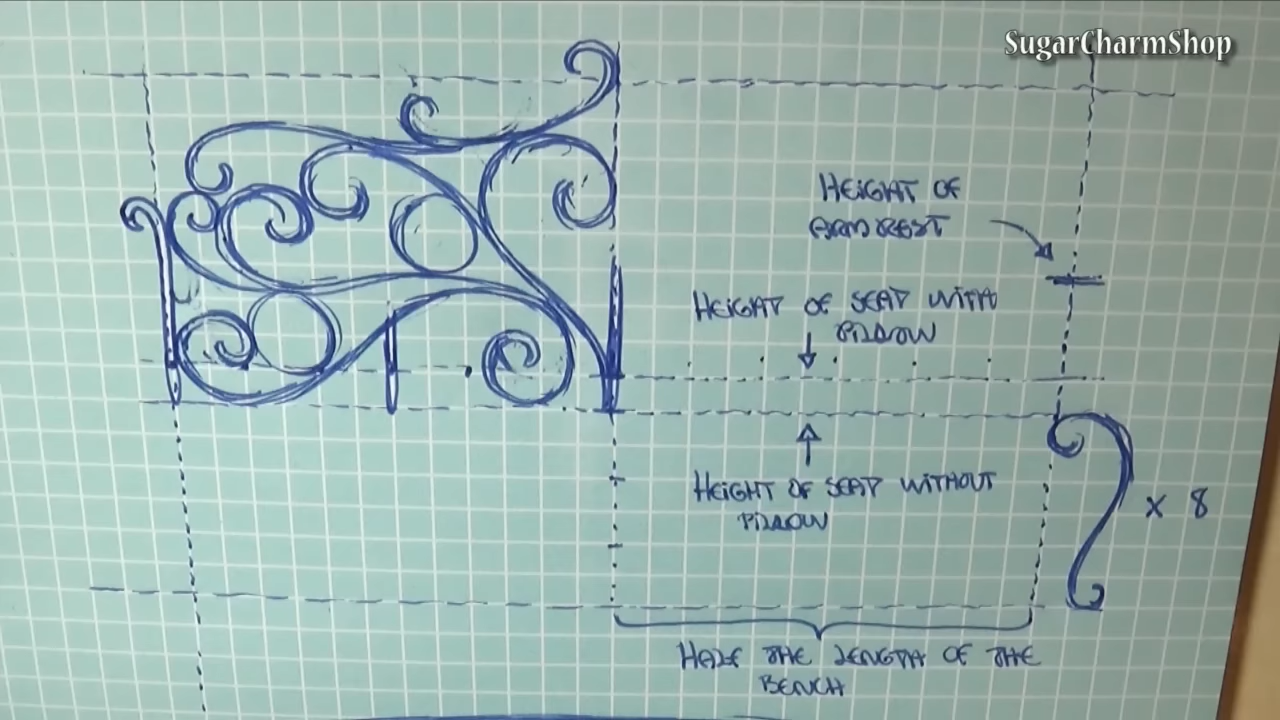 SugarCharmShop
HEIGHT OF
ARMREST
HEIGHT OF SEAT WITH
PILLOW
HEIGHT OF SEAT WITHOUT
PILLOW
x 8
HALF THE LENGTH OF THE
BENCH